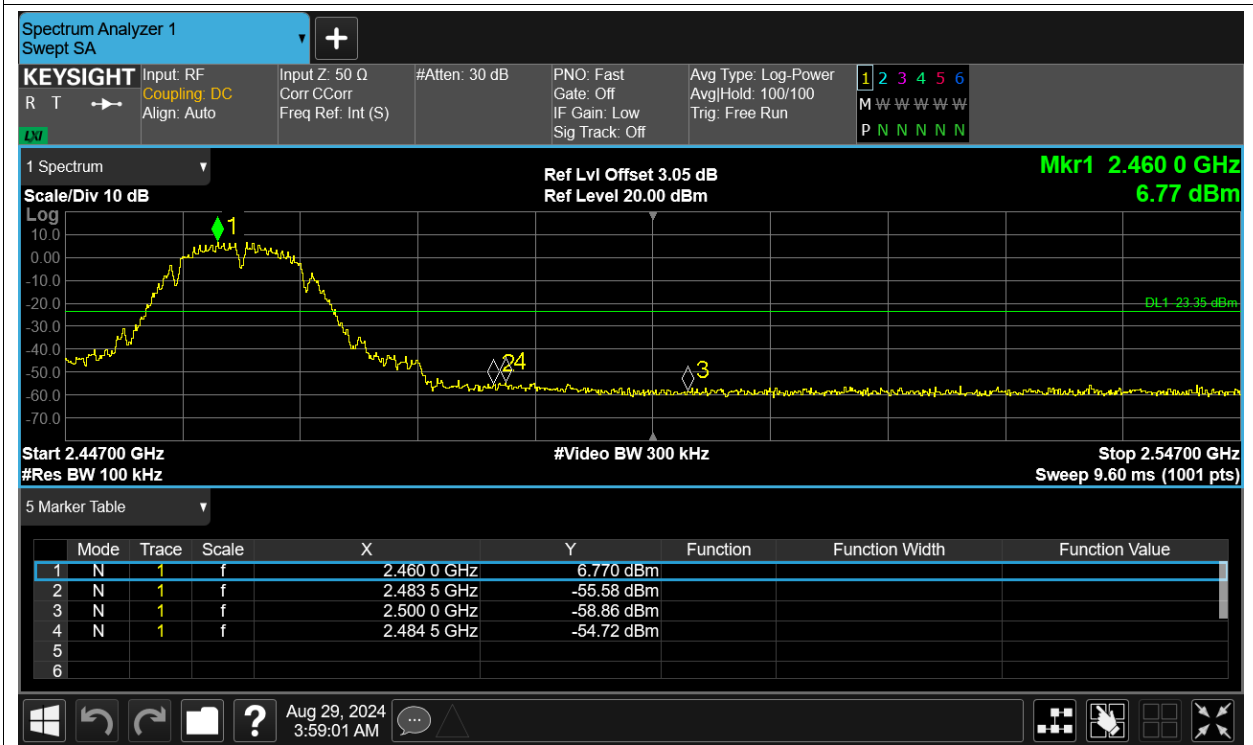 Spectrum Analyzer 1
Swept SA
KEYSIGHT
R T
LXI
Input: RF
Coupling: DC
Align: Auto
Input Z: 50 Ω
Corr CCorr
Freq Ref: Int (S)
#Atten: 30 dB
PNO: Fast
Gate: Off
IF Gain: Low
Sig Track: Off
Avg Type: Log-Power
Avg|Hold: 100/100
Trig: Free Run
1 2 3 4 5 6
M W W W W W
P N N N N N
1 Spectrum
Scale/Div 10 dB
Ref Lvl Offset 3.05 dB
Ref Level 20.00 dBm
Mkr1 2.460 0 GHz
6.77 dBm
Log
10.0
0.00
-10.0
-20.0
-30.0
-40.0
-50.0
-60.0
-70.0
1
24
3
DL1 23.35 dBm
Start 2.44700 GHz
#Res BW 100 kHz
#Video BW 300 kHz
Stop 2.54700 GHz
Sweep 9.60 ms (1001 pts)
5 Marker Table
Mode Trace Scale X Y Function Function Width Function Value
1 N 1 f 2.460 0 GHz 6.770 dBm
2 N 1 f 2.483 5 GHz -55.58 dBm
3 N 1 f 2.500 0 GHz -58.86 dBm
4 N 1 f 2.484 5 GHz -54.72 dBm
5
6
?
Aug 29, 2024
3:59:01 AM